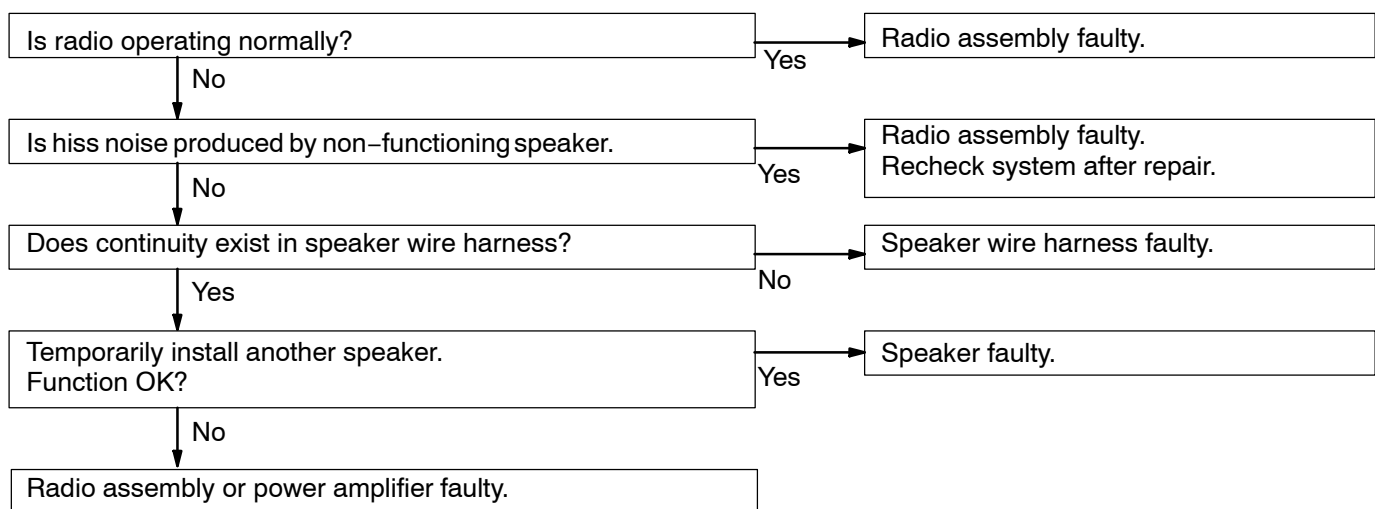 Is radio operating normally?
Yes
Radio assembly faulty.
No
Is hiss noise produced by non−functioning speaker.
Yes
Radio assembly faulty.
Recheck system after repair.
No
Does continuity exist in speaker wire harness?
No
Speaker wire harness faulty.
Yes
Temporarily install another speaker.
Function OK?
Yes
Speaker faulty.
No
Radio assembly or power amplifier faulty.